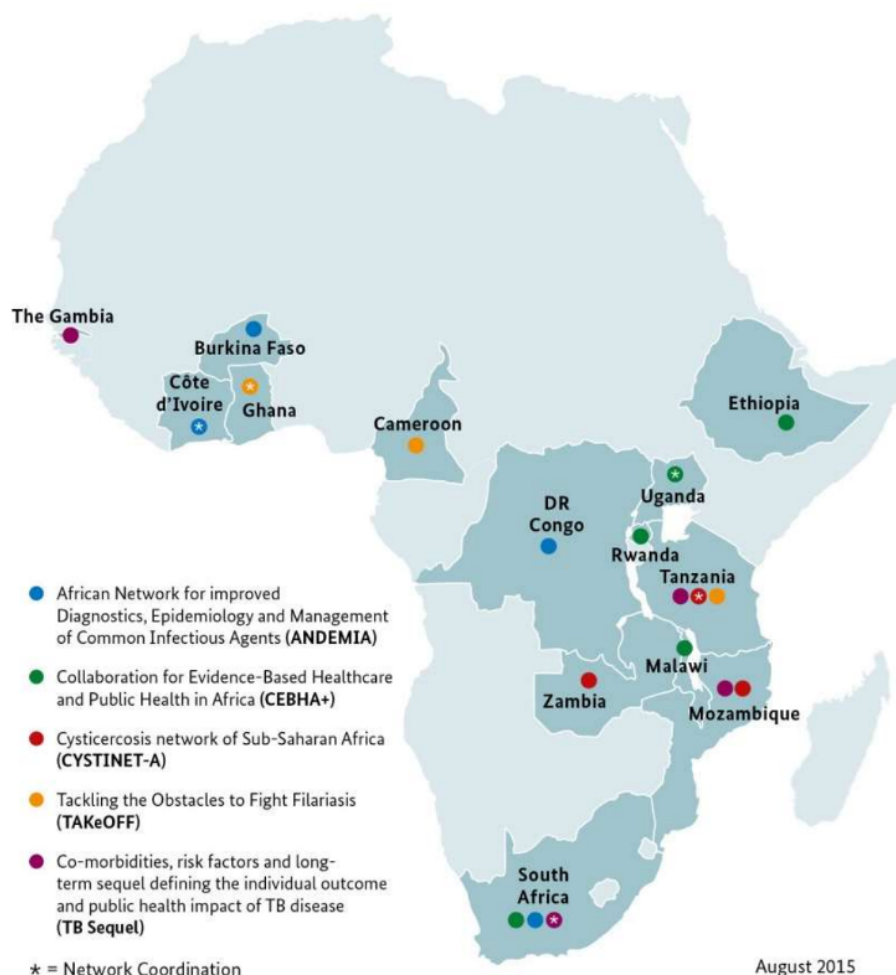 The Gambia
Burkina Faso
Côte
d'Ivoire
Ghana
Cameroon
Ethiopia
Uganda
DR
Congo
Rwanda
Tanzania
Malawi
Zambia
Mozambique
South
Africa
African Network for improved
Diagnostics, Epidemiology and Management
of Common Infectious Agents (ANDEMIA)
Collaboration for Evidence-Based Healthcare
and Public Health in Africa (CEBHA+)
Cysticercosis network of Sub-Saharan Africa
(CYSTINET-A)
Tackling the Obstacles to Fight Filariasis
(TAKeOFF)
Co-morbidities, risk factors and long-
term sequel defining the individual outcome
and public health impact of TB disease
(TB Sequel)
* = Network Coordination
August 2015